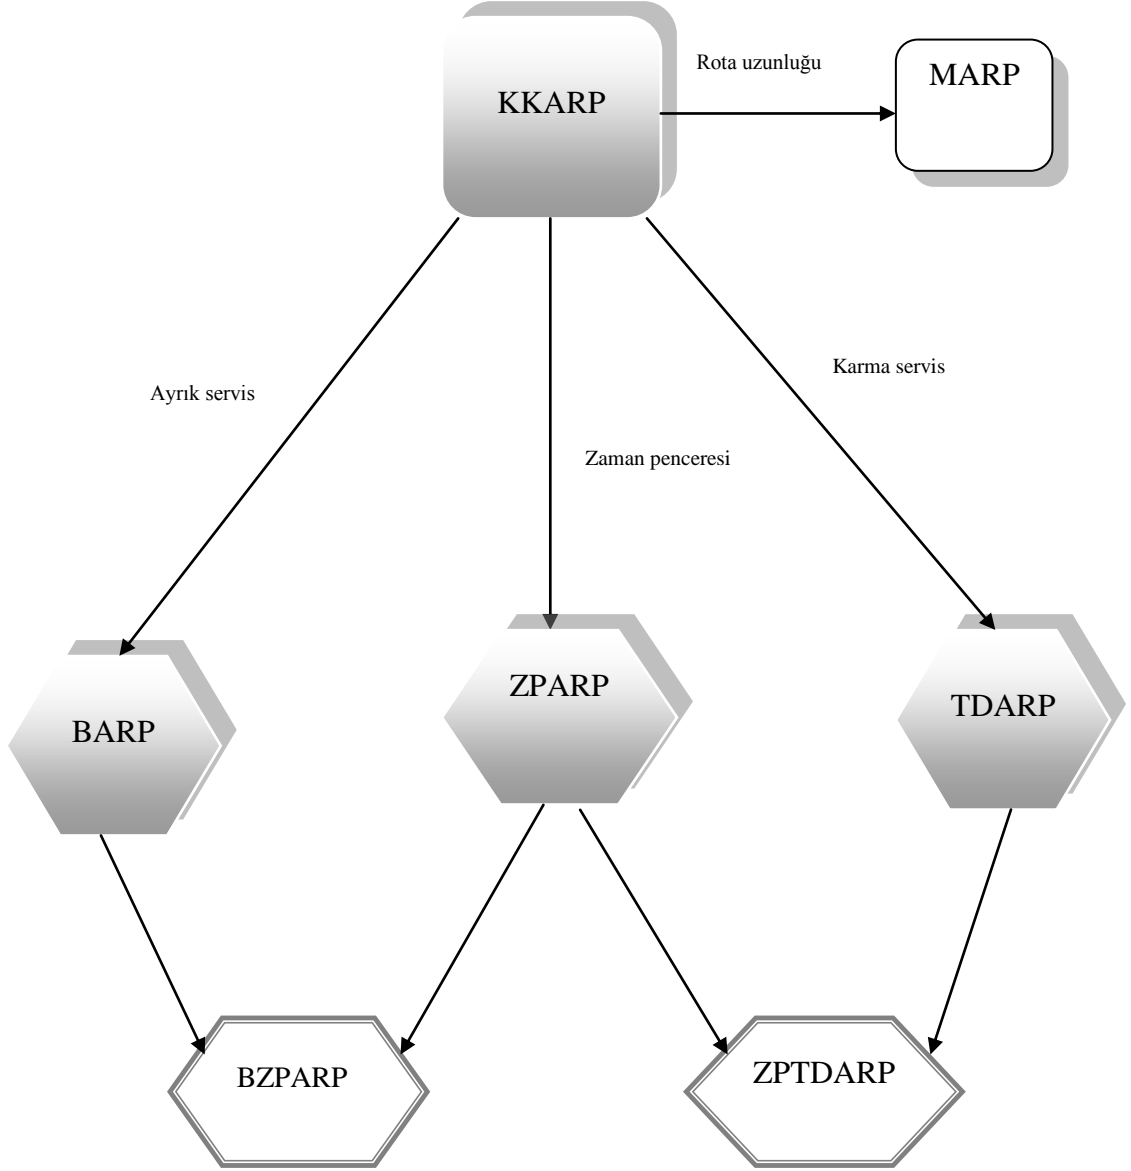 Rota uzunluğu
MARP
KKARP
Karma servis
Ayrık servis
Zaman penceresi
ZPARP
TDARP
BARP
ZPTDARP
BZPARP